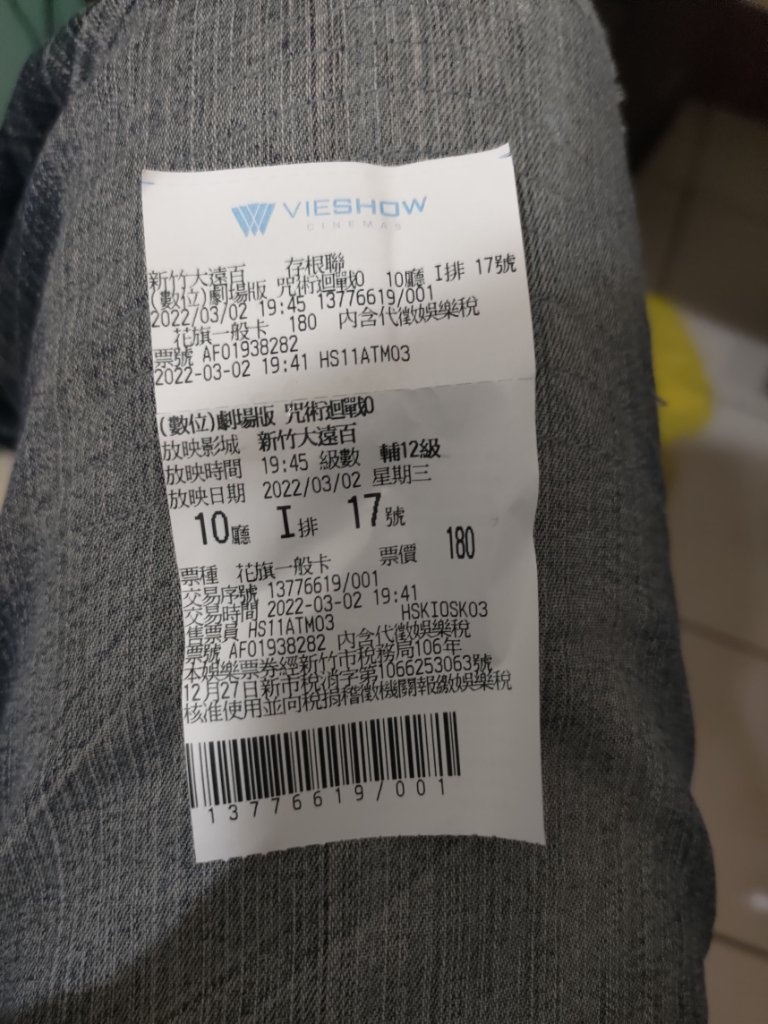 VIESHOW
CINEMAS
新竹大遠百 存根聯
(數位)劇場版 咒術迴戰0 10廳 I排 17號
2022/03/02 19:45 13776619/001
花旗一般卡 180 內含代徵娛樂稅
票號 AF01938282
2022-03-02 19:41 HS11ATM03
(數位)劇場版 咒術迴戰0
放映影城 新竹大遠百
放映時間 19:45 級數 輔12級
放映日期 2022/03/02 星期三
10廳 I排 17號
票種 花旗一般卡 票價 180
交易序號 13776619/001
交易時間 2022-03-02 19:41
售票員 HS11ATM03 HSKIOSK03
票號 AF01938282 內含代徵娛樂稅
本娛樂票券經新竹市稅務局106年
12月27日新市稅消字第1066253063號
核准使用並向稅捐稽徵機關報繳娛樂稅
13776619/001